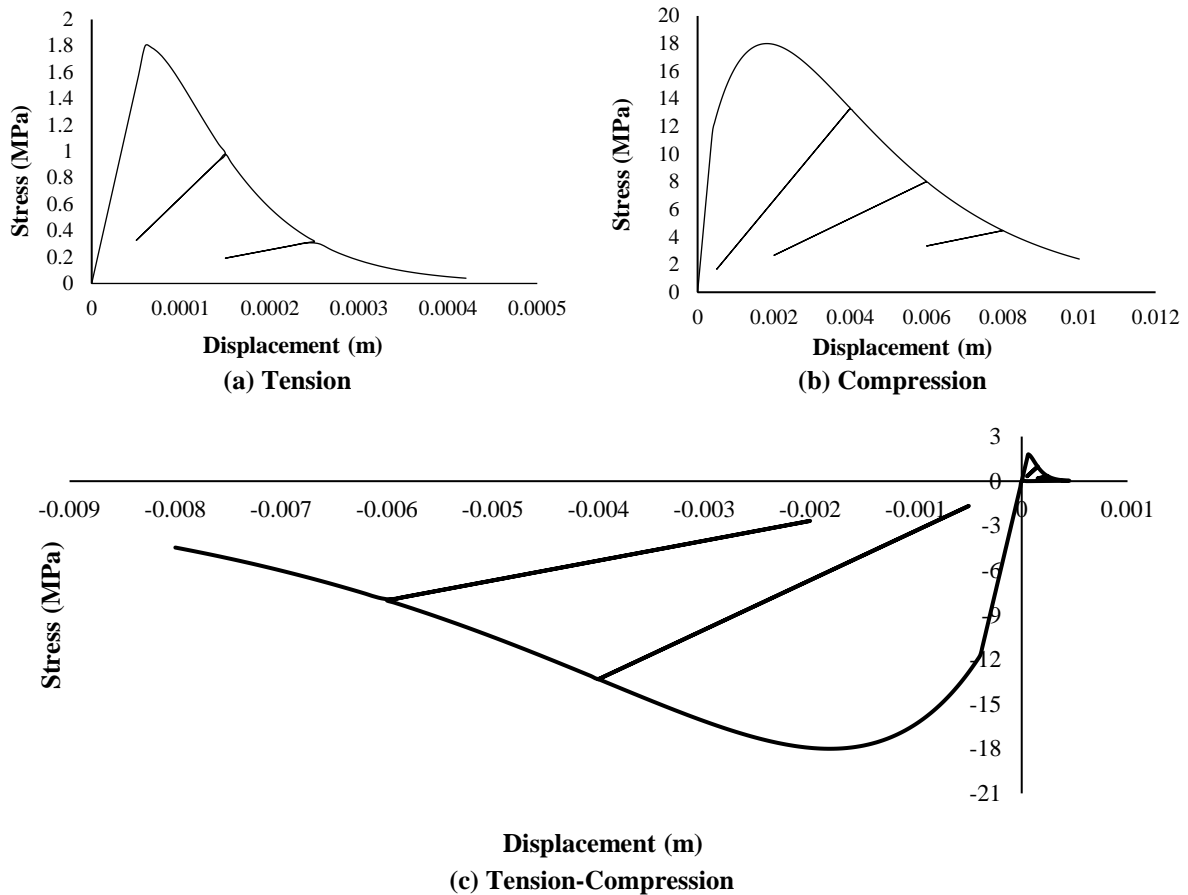 2
1.8
1.6
1.4
1.2
1
0.8
0.6
0.4
0.2
0
Stress (MPa)
0 0.0001 0.0002 0.0003 0.0004 0.0005
Displacement (m)
(a) Tension
20
18
16
14
12
10
8
6
4
2
0
Stress (MPa)
0 0.002 0.004 0.006 0.008 0.01 0.012
Displacement (m)
(b) Compression
3
0
-3
-6
-9
-12
-15
-18
-21
-0.009 -0.008 -0.007 -0.006 -0.005 -0.004 -0.003 -0.002 -0.001 0 0.001
Stress (MPa)
Displacement (m)
(c) Tension-Compression